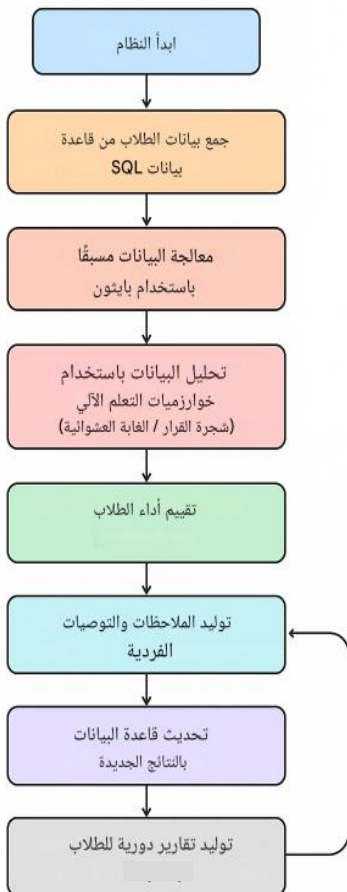 ابدأ النظام
جمع بيانات الطلاب من قاعدة
بيانات SQL
معالجة البيانات مسبقًا
باستخدام بايثون
تحليل البيانات باستخدام
خوارزميات التعلم الآلي
(شجرة القرار / الغابة العشوائية)
تقييم أداء الطلاب
توليد الملاحظات والتوصيات
الفردية
تحديث قاعدة البيانات
بالنتائج الجديدة
توليد تقارير دورية للطلاب